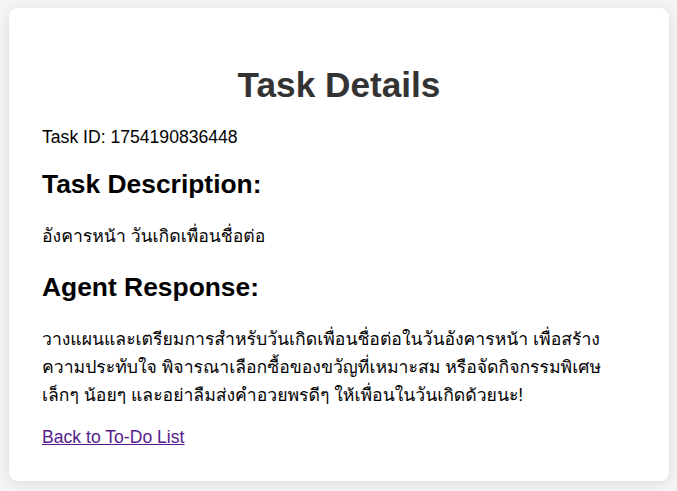 Task Details
Task ID: 1754190836448
Task Description:
อังคารหน้า วันเกิดเพื่อนชื่อต่อ
Agent Response:
วางแผนและเตรียมการสำหรับวันเกิดเพื่อนชื่อต่อในวันอังคารหน้า เพื่อสร้าง
ความประทับใจ พิจารณาเลือกซื้อของขวัญที่เหมาะสม หรือจัดกิจกรรมพิเศษ
เล็กๆ น้อยๆ และอย่าลืมส่งคำอวยพรดีๆ ให้เพื่อนในวันเกิดด้วยนะ!
Back to To-Do List